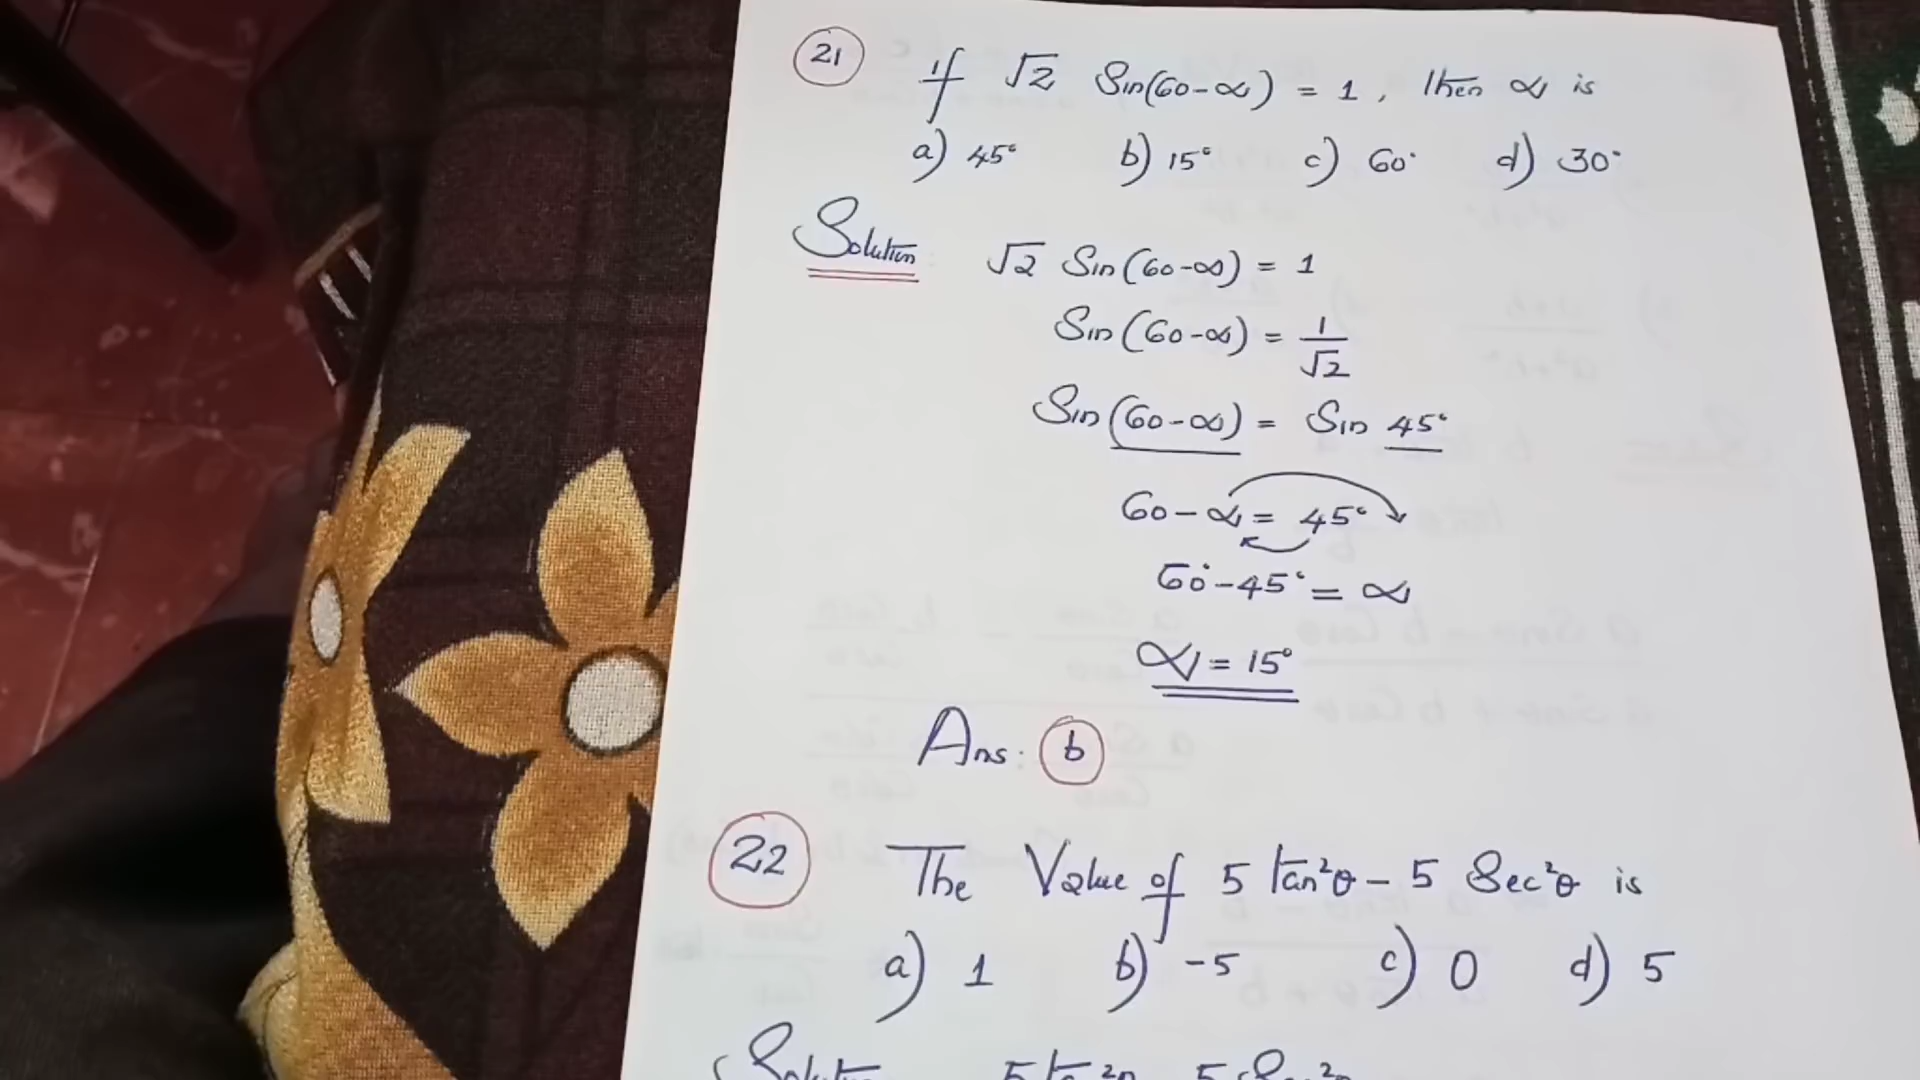 21 If √2 Sin(60-α) = 1, then α is
a) 45° b) 15° c) 60° d) 30°
Solution: √2 Sin(60-α) = 1
Sin(60-α) = 1/√2
Sin(60-α) = Sin 45°
60-α = 45°
60°-45° = α
α = 15°
Ans: b
22 The Value of 5 tan²θ - 5 Sec²θ is
a) 1 b) -5 c) 0 d) 5
Solution